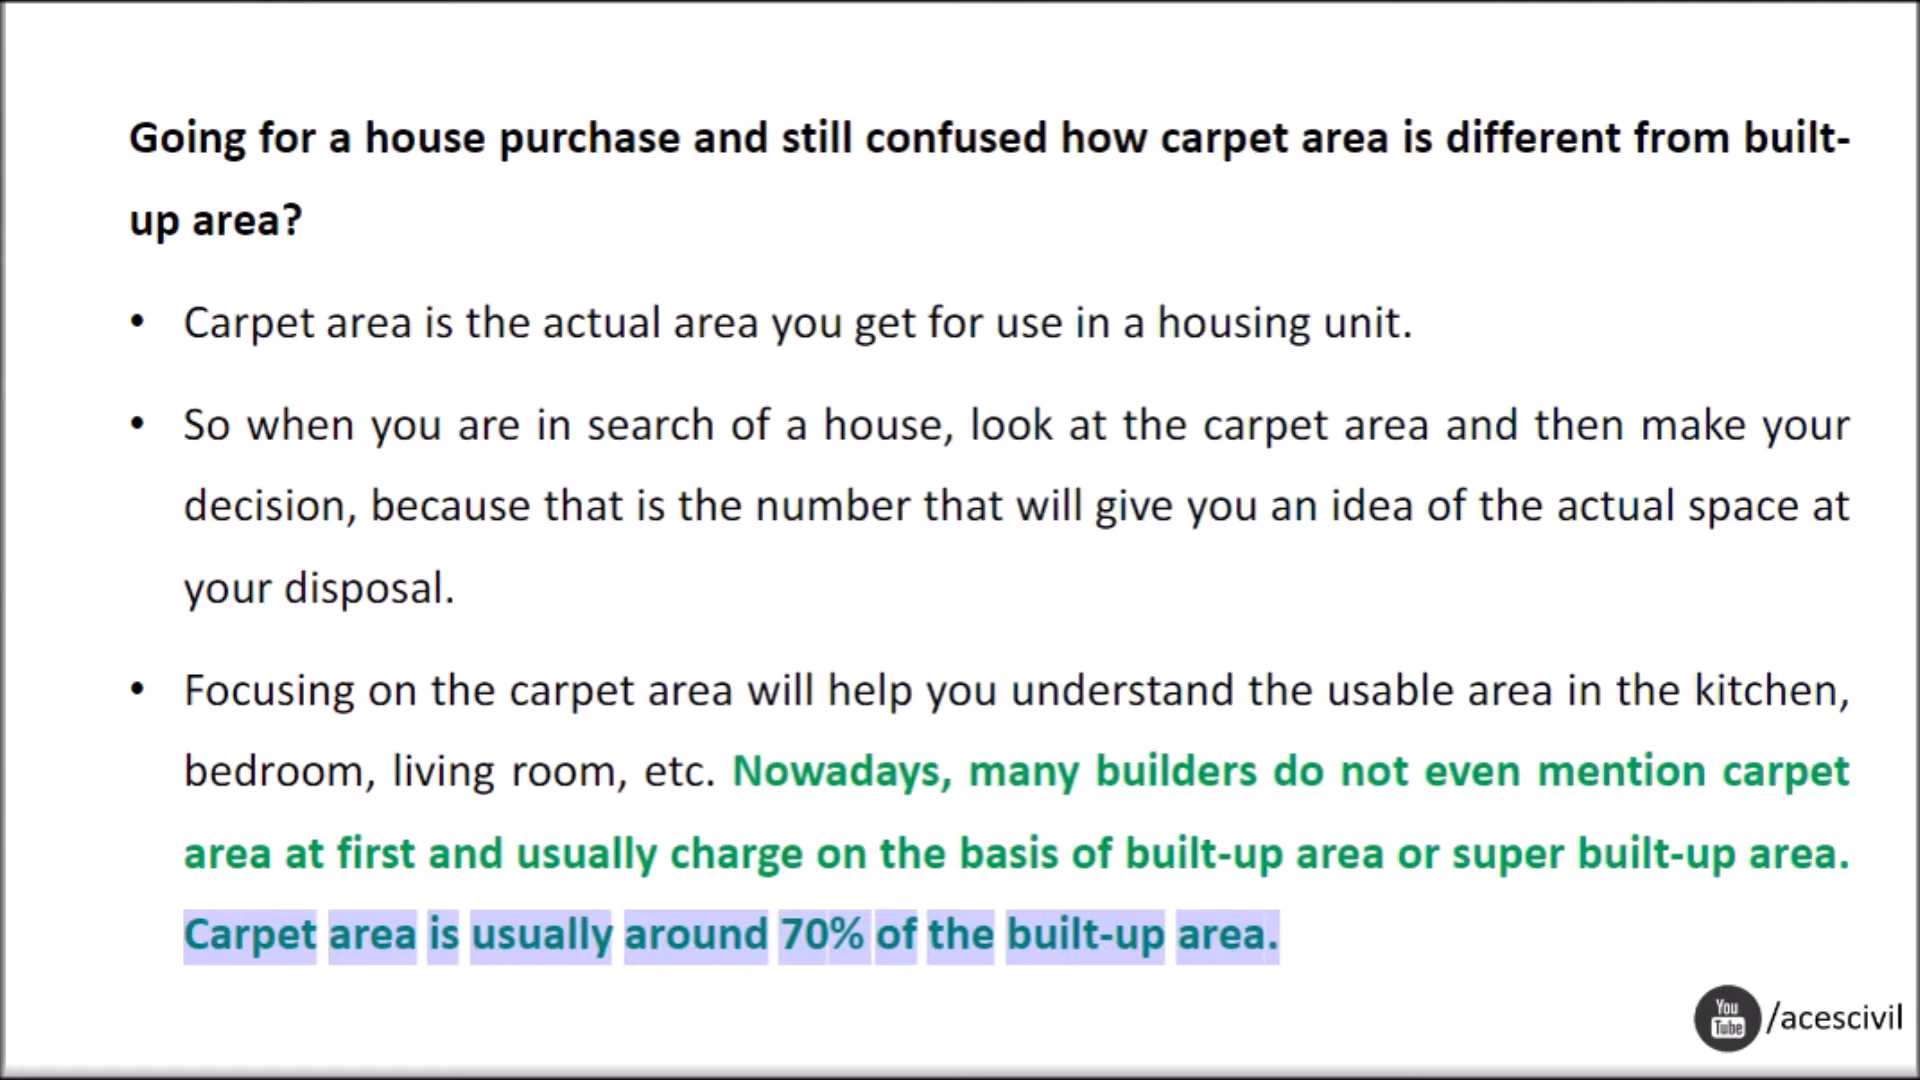 Going for a house purchase and still confused how carpet area is different from built-
up area?
• Carpet area is the actual area you get for use in a housing unit.
• So when you are in search of a house, look at the carpet area and then make your
decision, because that is the number that will give you an idea of the actual space at
your disposal.
• Focusing on the carpet area will help you understand the usable area in the kitchen,
bedroom, living room, etc. Nowadays, many builders do not even mention carpet
area at first and usually charge on the basis of built-up area or super built-up area.
Carpet area is usually around 70% of the built-up area.
You
Tube
/acescivil